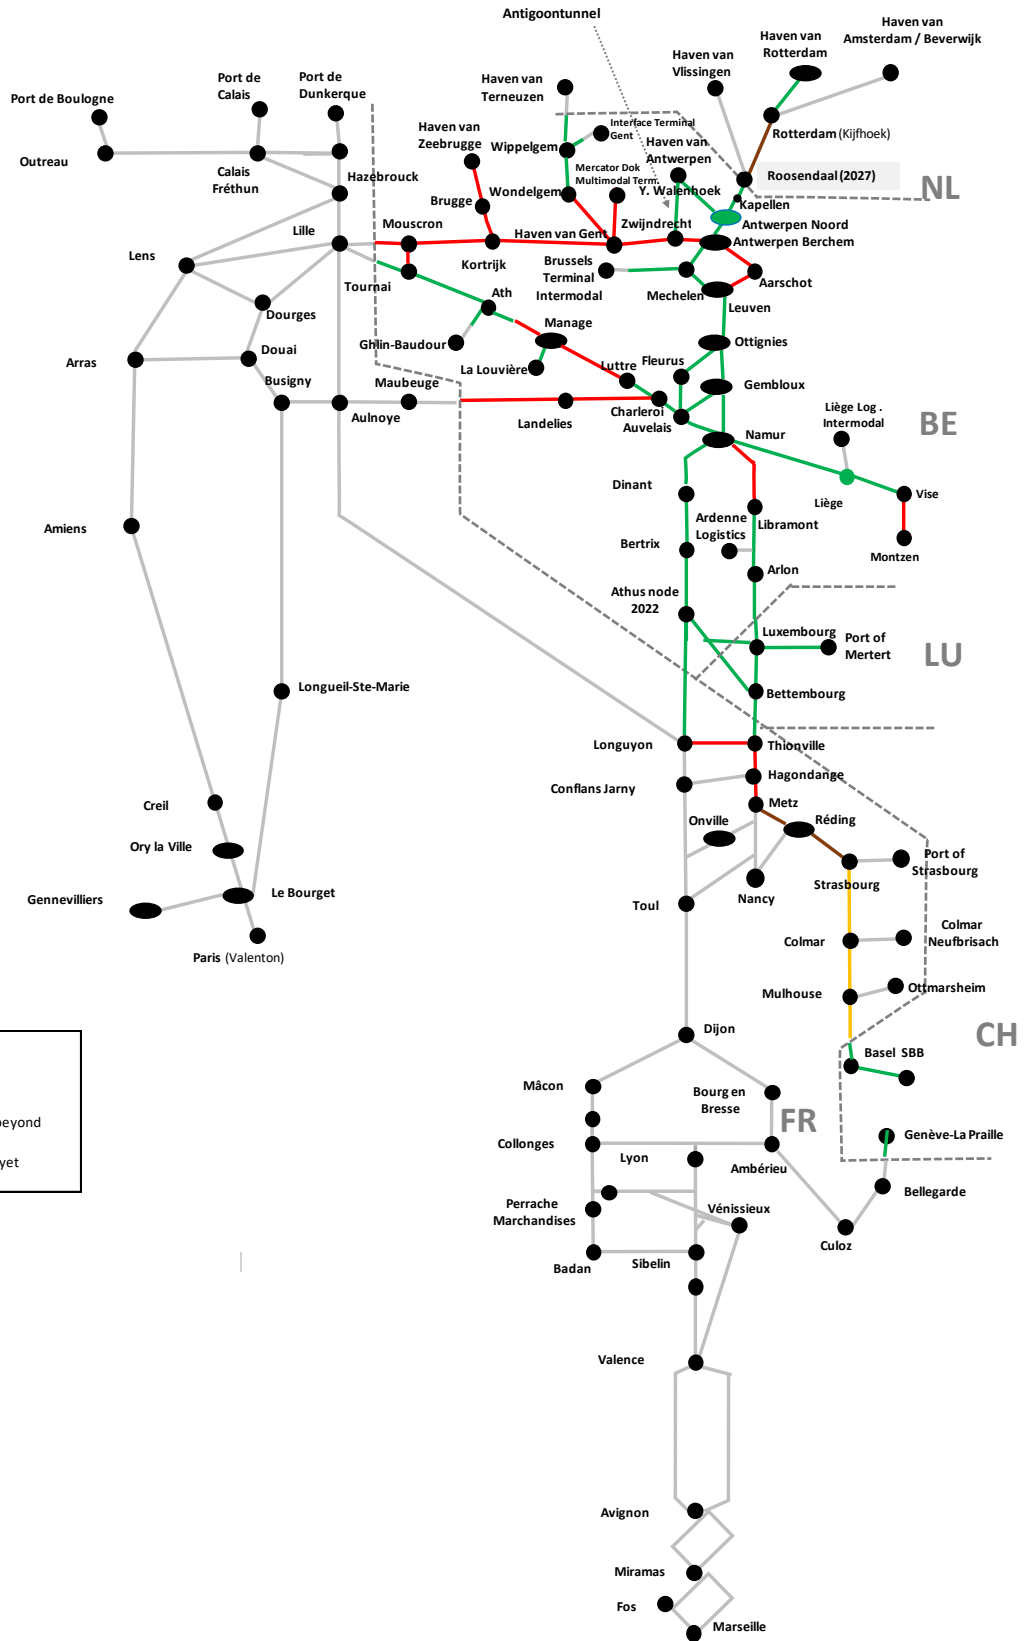 Antigoontunnel
Haven van
Amsterdam / Beverwijk
Haven van
Rotterdam
Haven van
Vlissingen
Port de
Calais
Port de
Dunkerque
Haven van
Terneuzen
Port de Boulogne
Interface Terminal
Gent
Haven van
Zeebrugge
Rotterdam (Kijfhoek)
Wippelgem
Haven van
Antwerpen
Outreau
Calais
Fréthun
Hazebrouck
Mercator Dok
Multimodal Term.
Roosendaal (2027)
NL
Wondelgem
Y. Walenhoek
Kapellen
Brugge
Mouscron
Zwijndrecht
Antwerpen Noord
Lille
Haven van Gent
Antwerpen Berchem
Lens
Kortrijk
Brussels
Terminal
Intermodal
Mechelen
Aarschot
Tournai
Ath
Leuven
Dourges
Manage
Ghlin-Baudour
Ottignies
Douai
Arras
La Louvière
Luttre
Fleurus
Busigny
Maubeuge
Gembloux
Aulnoye
Landelies
Charleroi
Auvelais
Liège Log .
Intermodal
BE
Namur
Dinant
Liège
Vise
Amiens
Ardenne
Logistics
Libramont
Bertrix
Montzen
Arlon
Athus node
2022
Luxembourg
Port of
Mertert
LU
Longueil-Ste-Marie
Bettembourg
Longuyon
Thionville
Conflans Jarny
Hagondange
Creil
Metz
Onville
Réding
Ory la Ville
Port of
Strasbourg
Strasbourg
Gennevilliers
Le Bourget
Nancy
Toul
Colmar
Colmar
Neufbrisach
Paris (Valenton)
Mulhouse
Ottmarsheim
Dijon
CH
Basel SBB
Mâcon
Bourg en
Bresse
beyond
FR
Genève-La Praille
Collonges
yet
Lyon
Ambérieu
Bellegarde
Perrache
Marchandises
Vénissieux
Culoz
Badan
Sibelin
Valence
Avignon
Miramas
Fos
Marseille